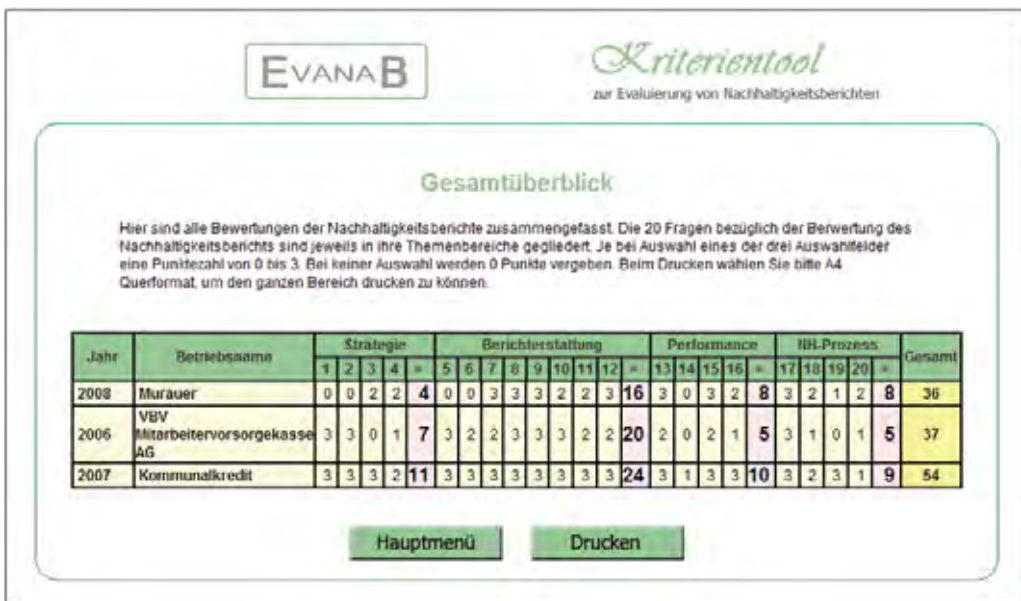 EVANAB
Kriterientool
zur Evaluierung von Nachhaltigkeitsberichten
Gesamtüberblick
Hier sind alle Bewertungen der Nachhaltigkeitsberichte zusammengefasst. Die 20 Fragen bezüglich der Berwertung des
Nachhaltigkeitsberichts sind jeweils in ihre Themenbereiche gegliedert. Je bei Auswahl eines der drei Auswahlfelder
eine Punktezahl von 0 bis 3. Bei keiner Auswahl werden 0 Punkte vergeben. Beim Drucken wählen Sie bitte A4
Querformat, um den ganzen Bereich drucken zu können.
Jahr Betriebsname Strategie Berichterstattung Performance NH-Prozess Gesamt
1 2 3 4 = 5 6 7 8 9 10 11 12 = 13 14 15 16 = 17 18 19 20 =
2008 Murauer 0 0 2 2 4 0 0 3 3 3 2 2 3 16 3 0 3 2 8 3 2 1 2 8 36
VBV
2006 Mitarbeitervorsorgekasse 3 3 0 1 7 3 2 2 3 3 3 2 2 20 2 0 2 1 5 3 1 0 1 5 37
AG
2007 Kommunalkredit 3 3 3 2 11 3 3 3 3 3 3 3 3 24 3 1 3 3 10 3 2 3 1 9 54
Hauptmenü Drucken